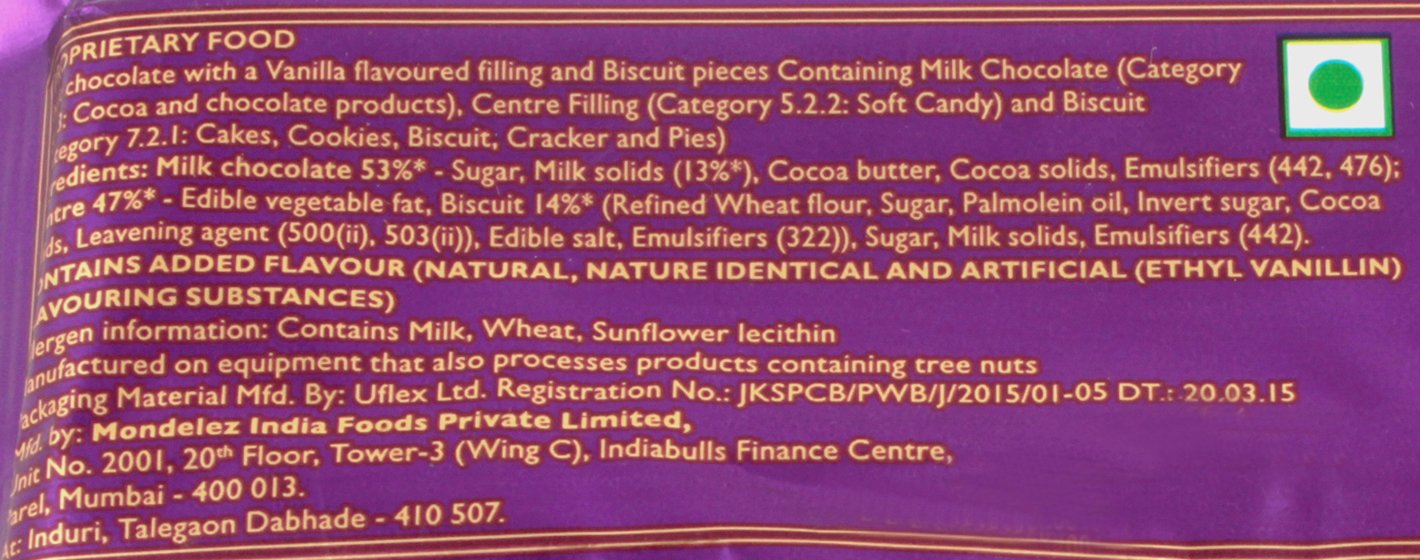 PRIETARY FOOD
chocolate with a Vanilla flavoured filling and Biscuit pieces Containing Milk Chocolate (Category
: Cocoa and chocolate products), Centre Filling (Category 5.2.2: Soft Candy) and Biscuit
egory 7.2.1: Cakes, Cookies, Biscuit, Cracker and Pies)
redients: Milk chocolate 53%* - Sugar, Milk solids (13%*), Cocoa butter, Cocoa solids, Emulsifiers (442, 476);
ntre 47%* - Edible vegetable fat, Biscuit 14%* (Refined Wheat flour, Sugar, Palmolein oil, Invert sugar, Cocoa
ds, Leavening agent (500(ii), 503(ii)), Edible salt, Emulsifiers (322)), Sugar, Milk solids, Emulsifiers (442).
ONTAINS ADDED FLAVOUR (NATURAL, NATURE IDENTICAL AND ARTIFICIAL (ETHYL VANILLIN)
AVOURING SUBSTANCES)
lergen information: Contains Milk, Wheat, Sunflower lecithin
anufactured on equipment that also processes products containing tree nuts
ackaging Material Mfd. By: Uflex Ltd. Registration No.: JKSPCB/PWB/J/2015/01-05 DT.: 20.03.15
Mfd. by: Mondelez India Foods Private Limited,
Unit No. 2001, 20th Floor, Tower-3 (Wing C), Indiabulls Finance Centre,
arel, Mumbai - 400 013.
At: Induri, Talegaon Dabhade - 410 507.